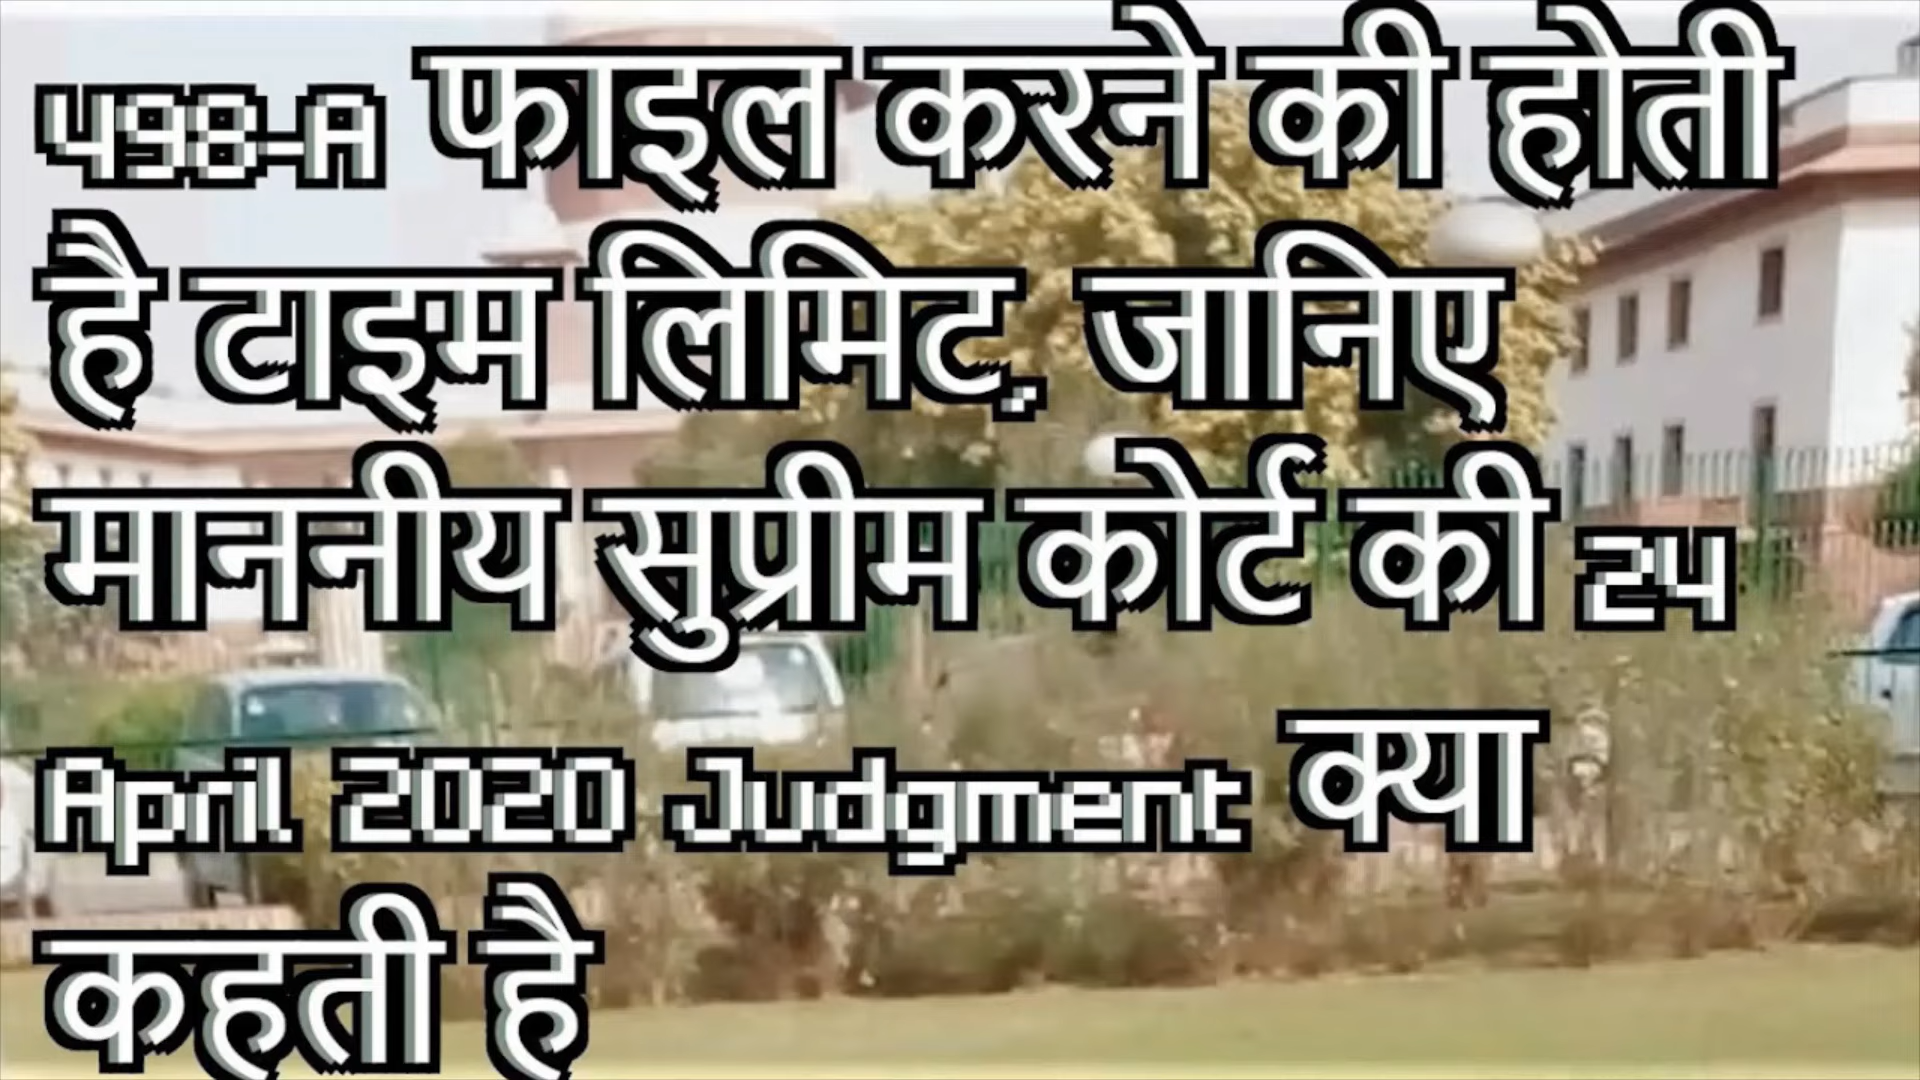 498-A फाइल करने की होती
है टाइम लिमिट, जानिए
माननीय सुप्रीम कोर्ट की 24
April 2020 Judgment क्या
कहती है